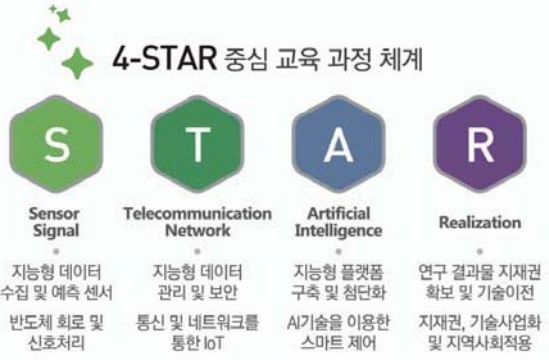 4-STAR 중심 교육 과정 체계
S T A R
Sensor
Signal
Telecommunication
Network
Artificial
Intelligence
Realization
지능형 데이터
수집 및 예측 센서
반도체 회로 및
신호처리
지능형 데이터
관리 및 보안
통신 및 네트워크를
통한 IoT
지능형 플랫폼
구축 및 첨단화
AI기술을 이용한
스마트 제어
연구 결과물 지재권
확보 및 기술이전
지재권, 기술사업화
및 지역사회적용